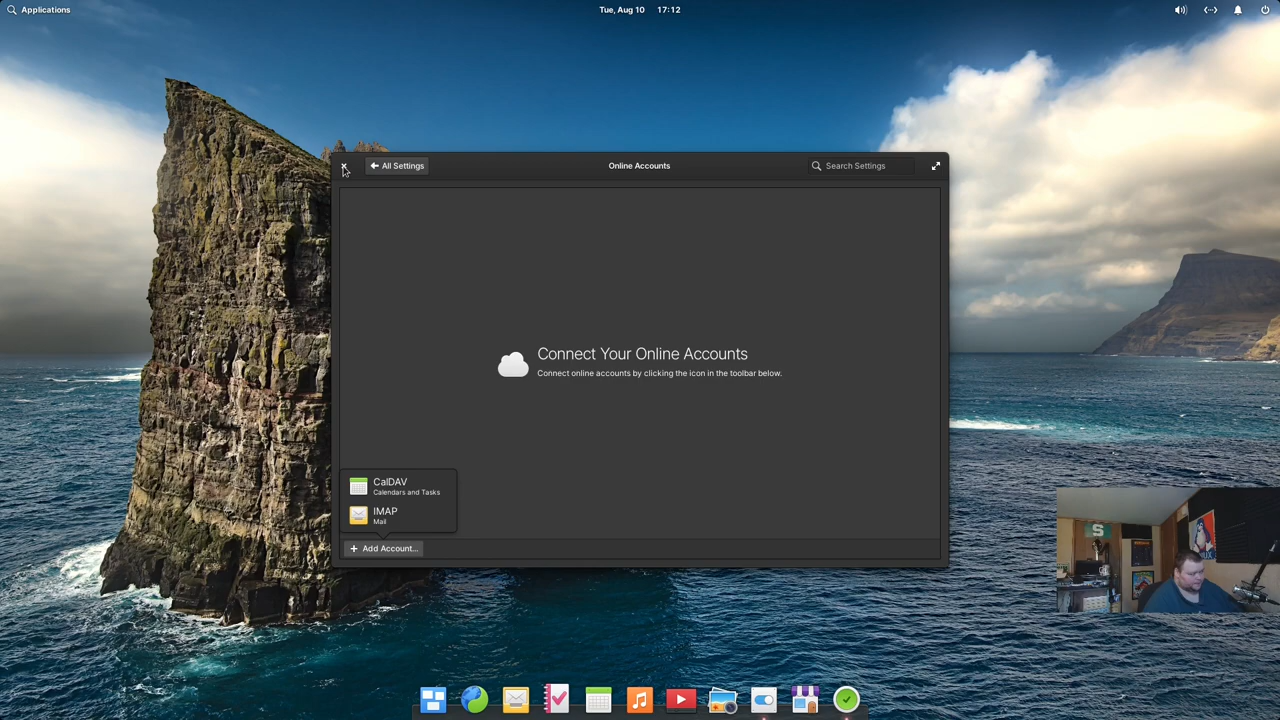 Applications
Tue, Aug 10 17:12
All Settings
Online Accounts
Search Settings
Connect Your Online Accounts
Connect online accounts by clicking the icon in the toolbar below.
CalDAV
Calendars and Tasks
IMAP
Mail
Add Account...
S